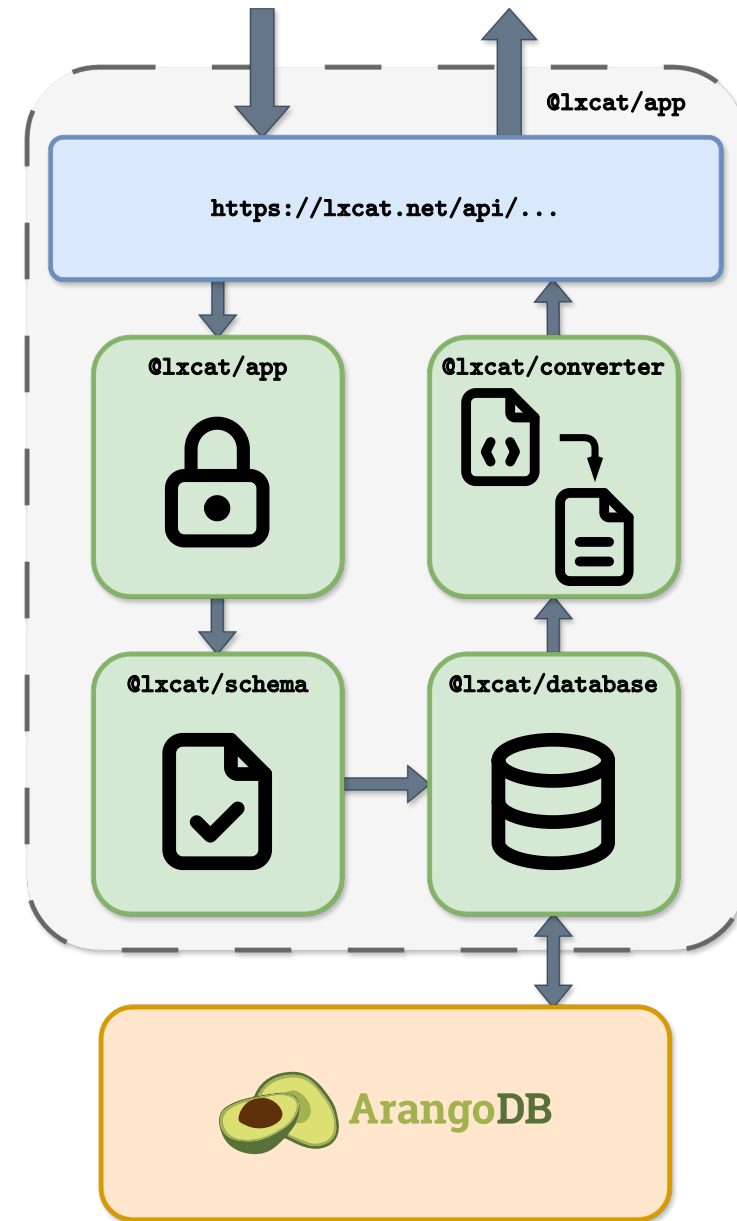 @lxcat/app
https://lxcat.net/api/...
@lxcat/app
@lxcat/converter
@lxcat/schema
@lxcat/database
ArangoDB